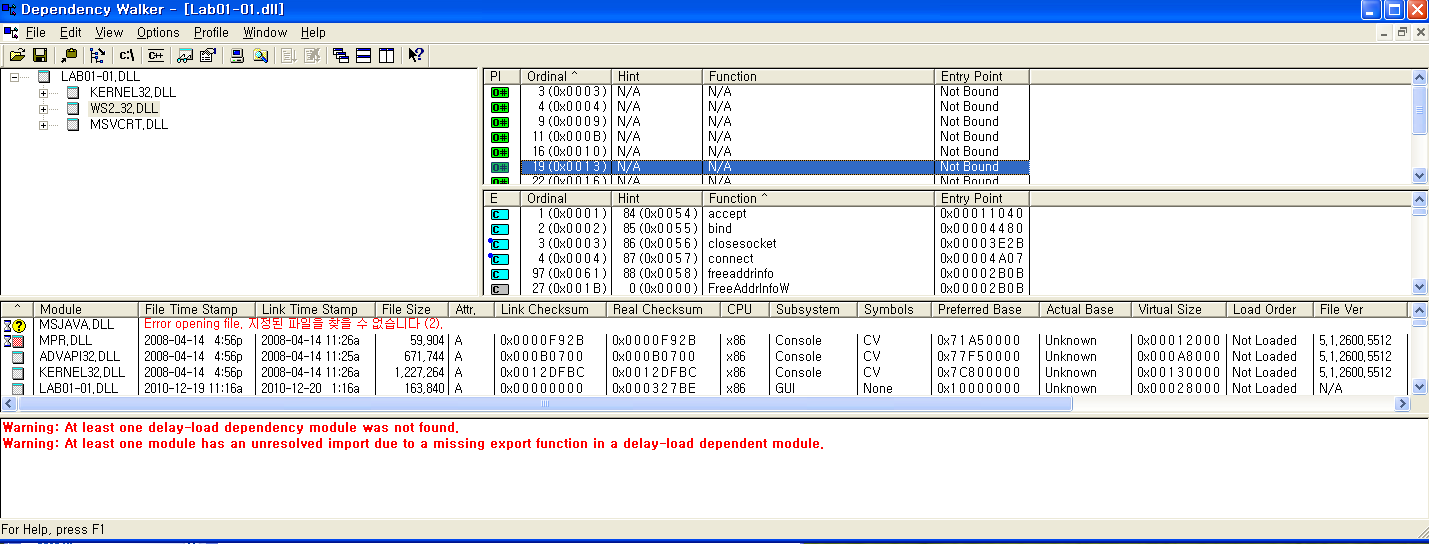 Dependency Walker - [Lab01-01.dll]
File Edit View Options Profile Window Help
c:\ C++
LAB01-01.DLL
KERNEL32.DLL
WS2_32.DLL
MSVCRT.DLL
PI Ordinal ^ Hint Function Entry Point
O# 3 (0x0003) N/A N/A Not Bound
O# 4 (0x0004) N/A N/A Not Bound
O# 9 (0x0009) N/A N/A Not Bound
O# 11 (0x000B) N/A N/A Not Bound
O# 16 (0x0010) N/A N/A Not Bound
O# 19 (0x0013) N/A N/A Not Bound
O# 22 (0x0016) N/A N/A Not Bound
E Ordinal Hint Function ^ Entry Point
C 1 (0x0001) 84 (0x0054) accept 0x00011040
C 2 (0x0002) 85 (0x0055) bind 0x00004480
C 3 (0x0003) 86 (0x0056) closesocket 0x00003E2B
C 4 (0x0004) 87 (0x0057) connect 0x00004A07
C 97 (0x0061) 88 (0x0058) freeaddrinfo 0x00002B0B
C 27 (0x001B) 0 (0x0000) FreeAddrInfoW 0x00002B0B
^ Module File Time Stamp Link Time Stamp File Size Attr. Link Checksum Real Checksum CPU Subsystem Symbols Preferred Base Actual Base Virtual Size Load Order File Ver
? MSJAVA.DLL Error opening file. 지정된 파일을 찾을 수 없습니다 (2).
MPR.DLL 2008-04-14 4:56p 2008-04-14 11:26a 59,904 A 0x0000F92B 0x0000F92B x86 Console CV 0x71A50000 Unknown 0x00012000 Not Loaded 5.1.2600.5512
ADVAPI32.DLL 2008-04-14 4:56p 2008-04-14 11:25a 671,744 A 0x000B0700 0x000B0700 x86 Console CV 0x77F50000 Unknown 0x000A8000 Not Loaded 5.1.2600.5512
KERNEL32.DLL 2008-04-14 4:56p 2008-04-14 11:26a 1,227,264 A 0x0012DFBC 0x0012DFBC x86 Console CV 0x7C800000 Unknown 0x00130000 Not Loaded 5.1.2600.5512
LAB01-01.DLL 2010-12-19 11:16a 2010-12-20 1:16a 163,840 A 0x00000000 0x000327BE x86 GUI None 0x10000000 Unknown 0x00028000 Not Loaded N/A
Warning: At least one delay-load dependency module was not found.
Warning: At least one module has an unresolved import due to a missing export function in a delay-load dependent module.
For Help, press F1